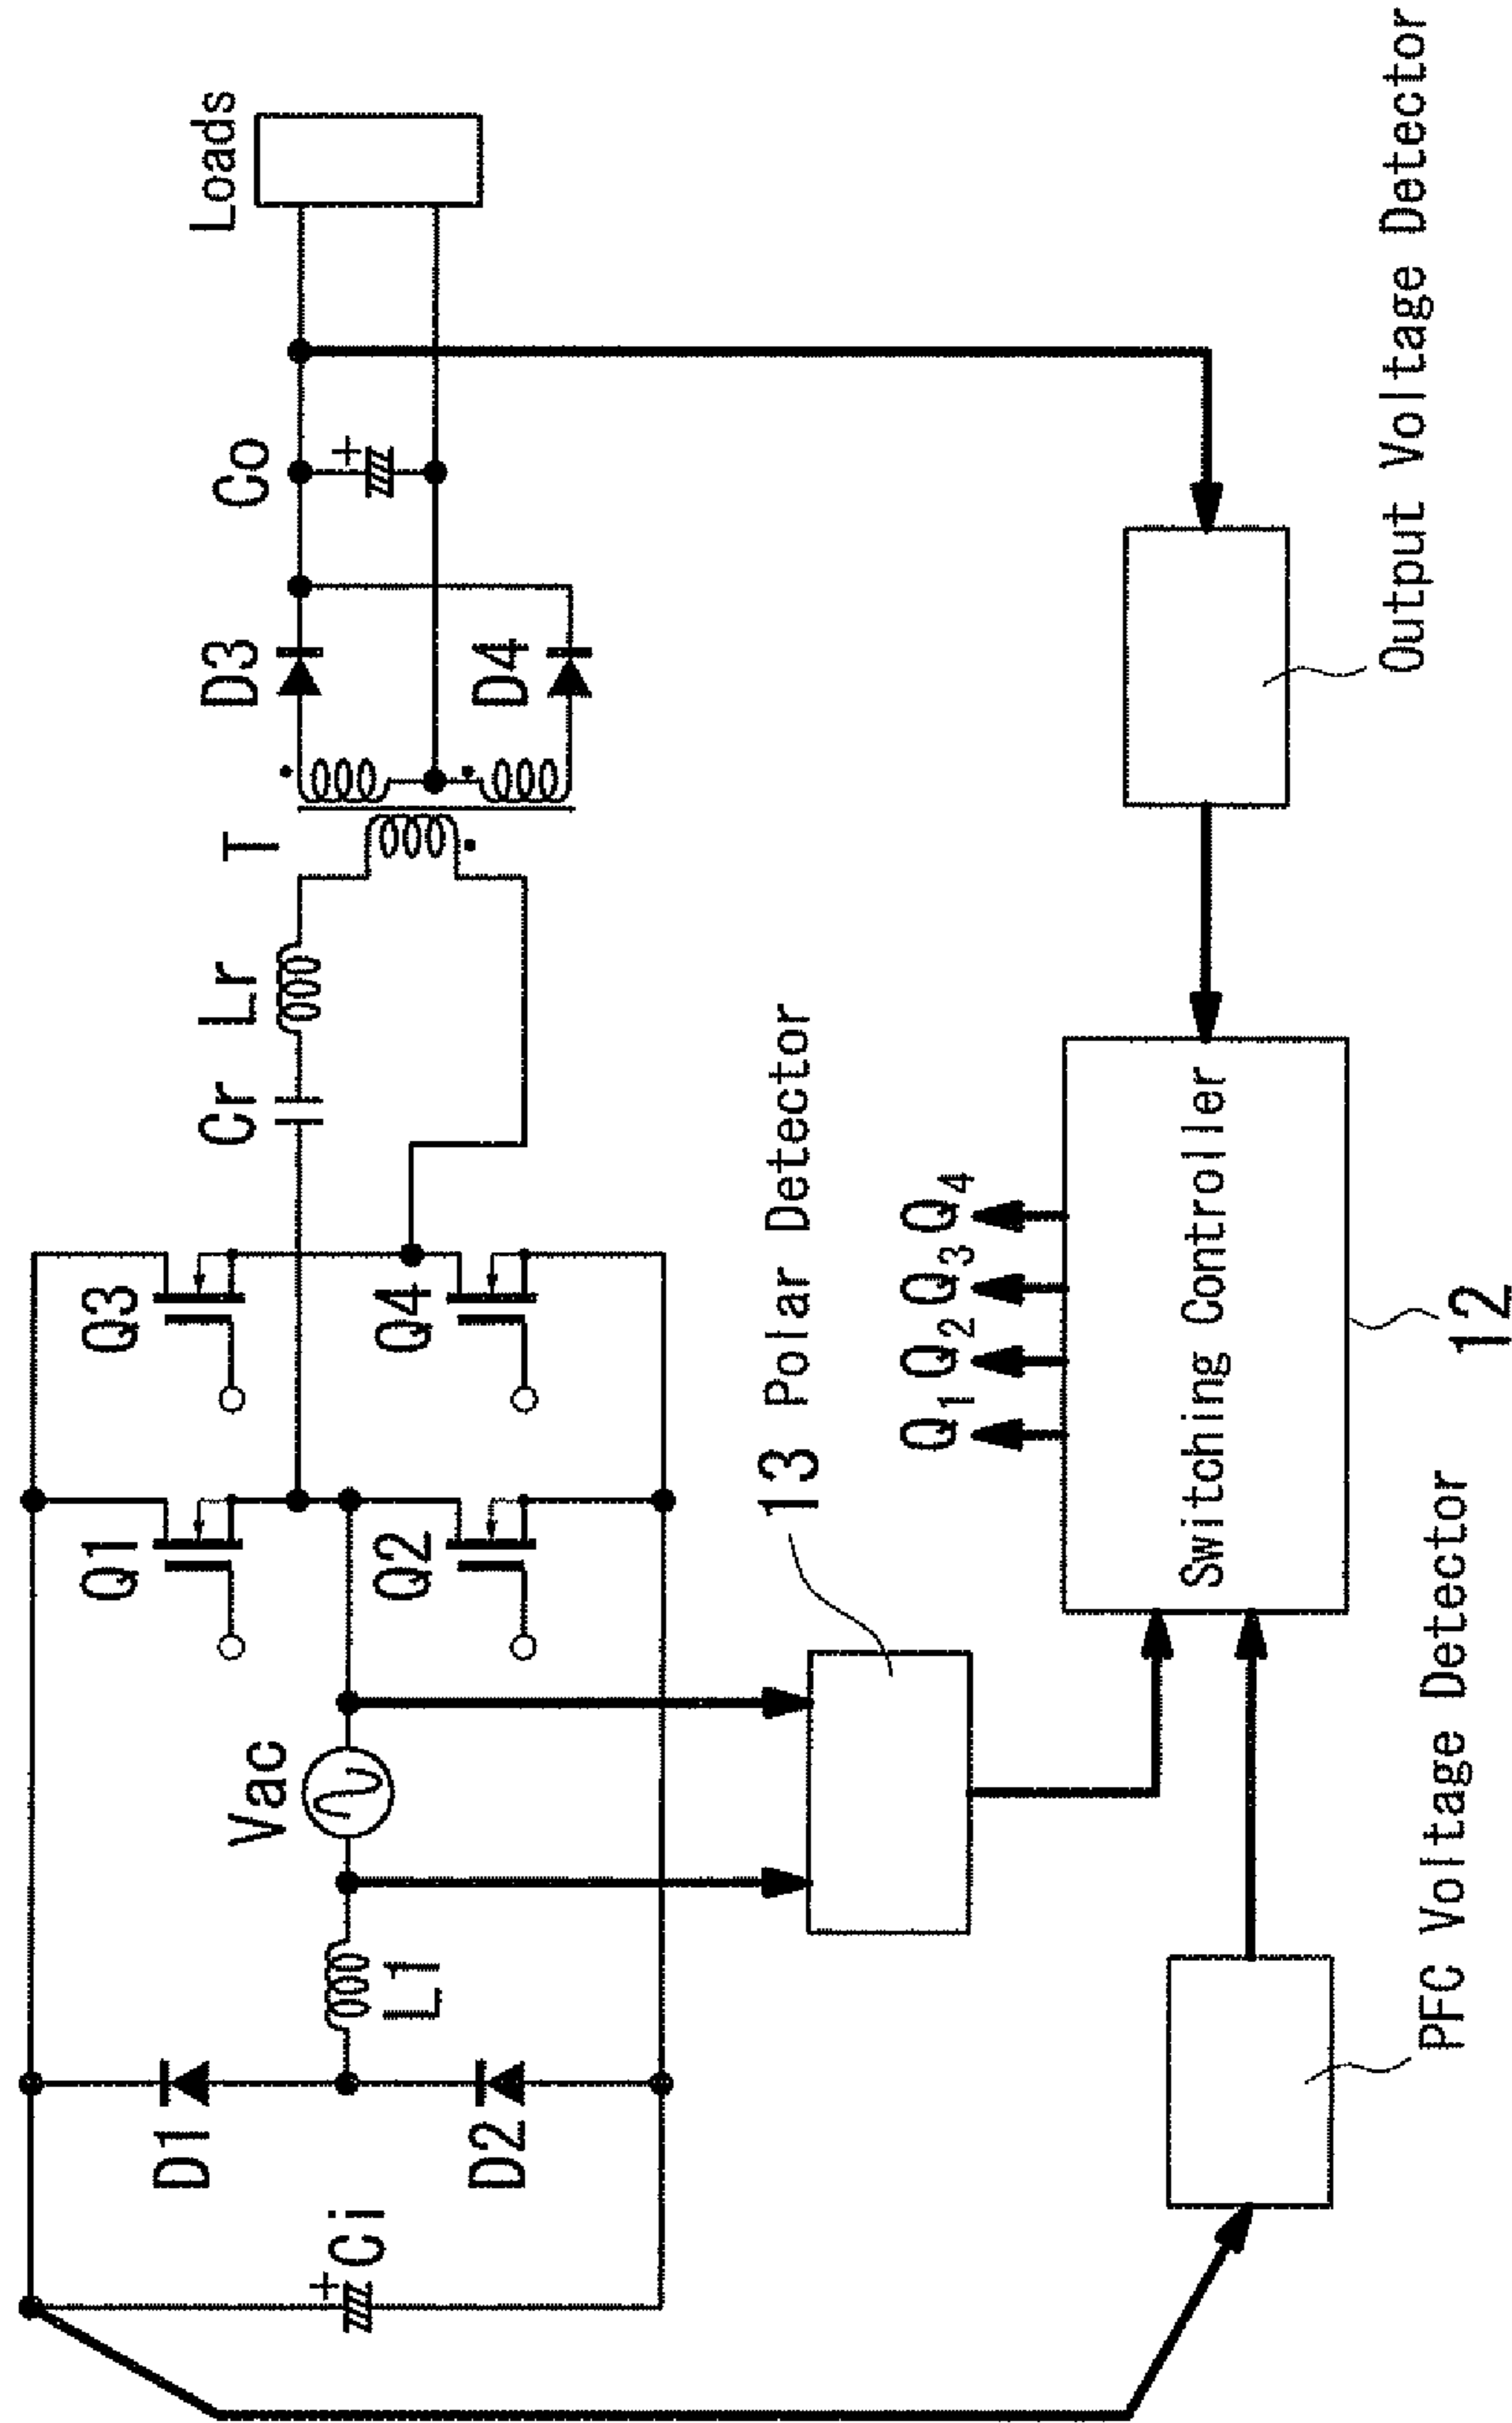 Loads
Co
D3
D4
T
Lr
Cr
Q3
Q4
Q1
Q2
Vac
L1
D1
D2
+
Ci
+
13 Polar Detector
Q1 Q2 Q3 Q4
Switching Controller
12
Output Voltage Detector
PFC Voltage Detector